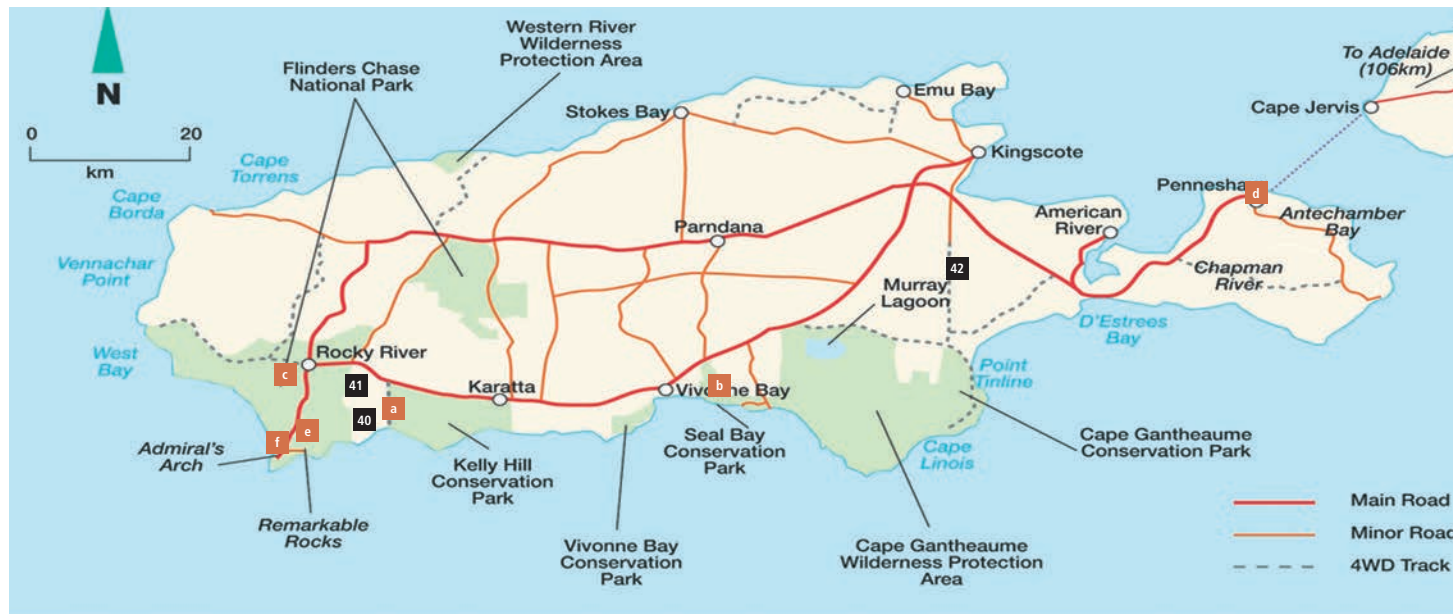 Western River
Wilderness
Protection Area
Flinders Chase
National Park
N
0 20
km
Cape
Torrens
Cape
Borda
Vennachar
Point
West
Bay
Stokes Bay
Emu Bay
Kingscote
To Adelaide
(106km)
Cape Jervis
d
American
River
Antechamber
Bay
Chapman
River
Parndana
42
Murray
Lagoon
D'Estrees
Bay
Point
Tinline
Rocky River
c
41
a
40
Karatta
b
e
f
Admiral's
Arch
Remarkable
Rocks
Kelly Hill
Conservation
Park
Vivonne Bay
Conservation
Park
Seal Bay
Conservation
Park
Cape
Linois
Cape Gantheaume
Conservation Park
Cape Gantheaume
Wilderness Protection
Area
Main Road
Minor Road
4WD Track